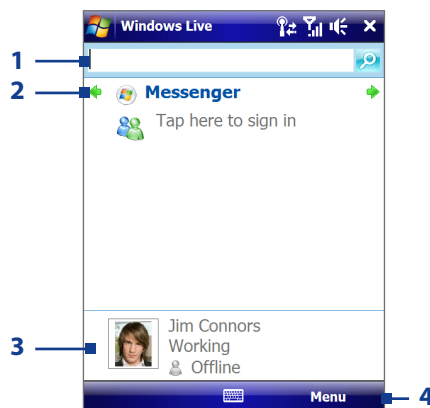 Windows Live
1
2
Messenger
Tap here to sign in
3
Jim Connors
Working
Offline
Menu
4